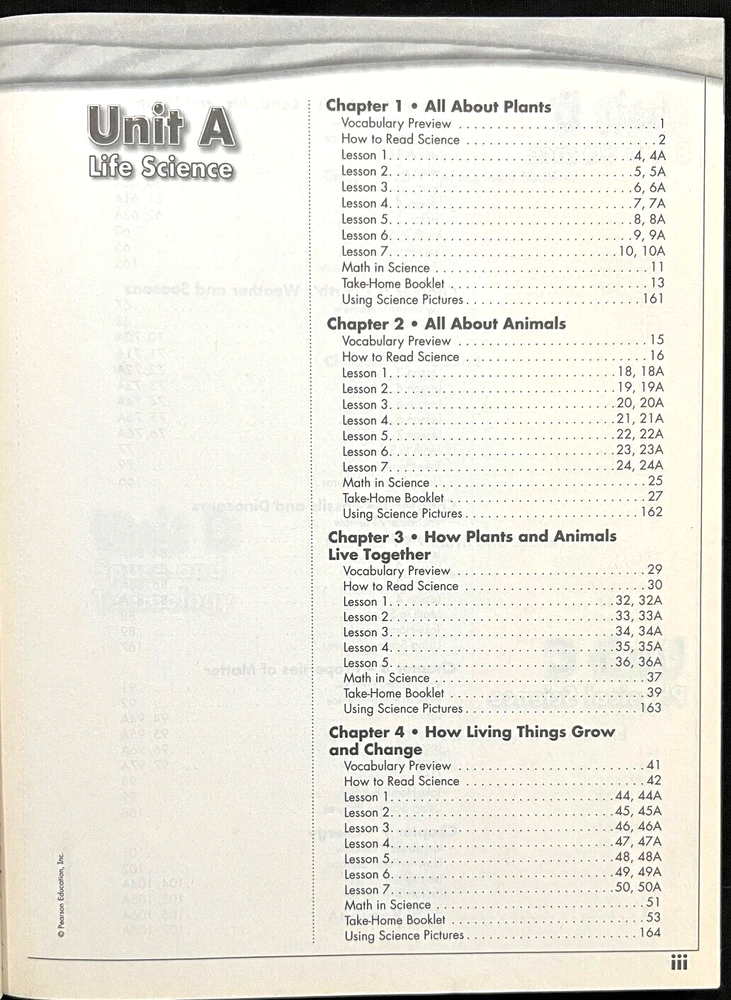 Unit A
Life Science
Chapter 1 • All About Plants
Vocabulary Preview . . . . . . . . . . . . . . . . . . . . . . . . . 1
How to Read Science . . . . . . . . . . . . . . . . . . . . . . . . 2
Lesson 1. . . . . . . . . . . . . . . . . . . . . . . . . . . . . . 4, 4A
Lesson 2. . . . . . . . . . . . . . . . . . . . . . . . . . . . . . 5, 5A
Lesson 3. . . . . . . . . . . . . . . . . . . . . . . . . . . . . . 6, 6A
Lesson 4. . . . . . . . . . . . . . . . . . . . . . . . . . . . . . 7, 7A
Lesson 5. . . . . . . . . . . . . . . . . . . . . . . . . . . . . . 8, 8A
Lesson 6. . . . . . . . . . . . . . . . . . . . . . . . . . . . . . 9, 9A
Lesson 7. . . . . . . . . . . . . . . . . . . . . . . . . . . . 10, 10A
Math in Science . . . . . . . . . . . . . . . . . . . . . . . . . . . 11
Take-Home Booklet . . . . . . . . . . . . . . . . . . . . . . . . . 13
Using Science Pictures . . . . . . . . . . . . . . . . . . . . . . 161
Chapter 2 • All About Animals
Vocabulary Preview . . . . . . . . . . . . . . . . . . . . . . . . 15
How to Read Science . . . . . . . . . . . . . . . . . . . . . . . 16
Lesson 1. . . . . . . . . . . . . . . . . . . . . . . . . . . . 18, 18A
Lesson 2. . . . . . . . . . . . . . . . . . . . . . . . . . . . 19, 19A
Lesson 3. . . . . . . . . . . . . . . . . . . . . . . . . . . . 20, 20A
Lesson 4. . . . . . . . . . . . . . . . . . . . . . . . . . . . 21, 21A
Lesson 5. . . . . . . . . . . . . . . . . . . . . . . . . . . . 22, 22A
Lesson 6. . . . . . . . . . . . . . . . . . . . . . . . . . . . 23, 23A
Lesson 7. . . . . . . . . . . . . . . . . . . . . . . . . . . . 24, 24A
Math in Science . . . . . . . . . . . . . . . . . . . . . . . . . . . 25
Take-Home Booklet . . . . . . . . . . . . . . . . . . . . . . . . . 27
Using Science Pictures . . . . . . . . . . . . . . . . . . . . . . 162
Chapter 3 • How Plants and Animals
Live Together
Vocabulary Preview . . . . . . . . . . . . . . . . . . . . . . . . 29
How to Read Science . . . . . . . . . . . . . . . . . . . . . . . 30
Lesson 1. . . . . . . . . . . . . . . . . . . . . . . . . . . . 32, 32A
Lesson 2. . . . . . . . . . . . . . . . . . . . . . . . . . . . 33, 33A
Lesson 3. . . . . . . . . . . . . . . . . . . . . . . . . . . . 34, 34A
Lesson 4. . . . . . . . . . . . . . . . . . . . . . . . . . . . 35, 35A
Lesson 5. . . . . . . . . . . . . . . . . . . . . . . . . . . . 36, 36A
Math in Science . . . . . . . . . . . . . . . . . . . . . . . . . . . 37
Take-Home Booklet . . . . . . . . . . . . . . . . . . . . . . . . . 39
Using Science Pictures . . . . . . . . . . . . . . . . . . . . . . 163
Chapter 4 • How Living Things Grow
and Change
Vocabulary Preview . . . . . . . . . . . . . . . . . . . . . . . . 41
How to Read Science . . . . . . . . . . . . . . . . . . . . . . . 42
Lesson 1. . . . . . . . . . . . . . . . . . . . . . . . . . . . 44, 44A
Lesson 2. . . . . . . . . . . . . . . . . . . . . . . . . . . . 45, 45A
Lesson 3. . . . . . . . . . . . . . . . . . . . . . . . . . . . 46, 46A
Lesson 4. . . . . . . . . . . . . . . . . . . . . . . . . . . . 47, 47A
Lesson 5. . . . . . . . . . . . . . . . . . . . . . . . . . . . 48, 48A
Lesson 6. . . . . . . . . . . . . . . . . . . . . . . . . . . . 49, 49A
Lesson 7. . . . . . . . . . . . . . . . . . . . . . . . . . . . 50, 50A
Math in Science . . . . . . . . . . . . . . . . . . . . . . . . . . . 51
Take-Home Booklet . . . . . . . . . . . . . . . . . . . . . . . . . 53
Using Science Pictures . . . . . . . . . . . . . . . . . . . . . . 164
© Pearson Education, Inc.
iii